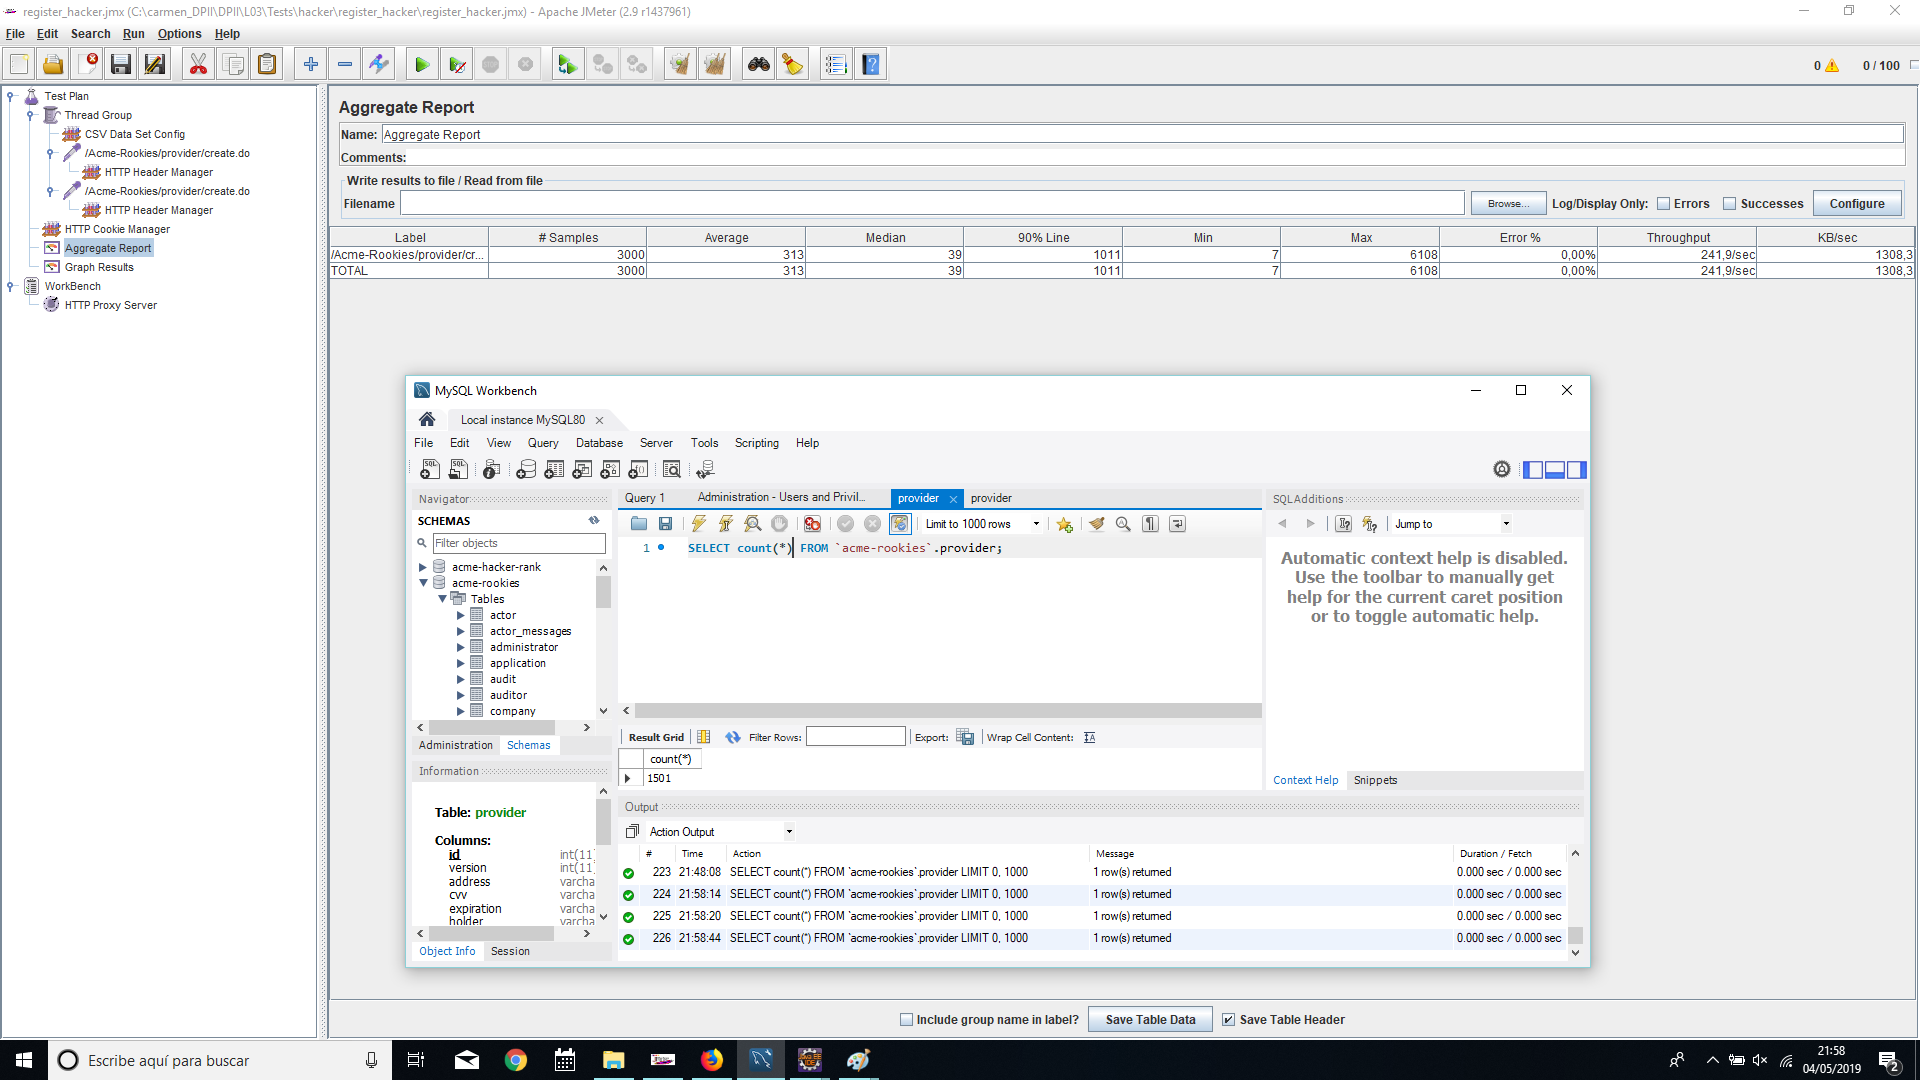 register_hacker.jmx (C:\carmen_DPII\DPII\L03\Tests\hacker\register_hacker\register_hacker.jmx) - Apache JMeter (2.9 r1437961)
File Edit Search Run Options Help
0 0 / 100
Test Plan
Thread Group
CSV Data Set Config
/Acme-Rookies/provider/create.do
HTTP Header Manager
/Acme-Rookies/provider/create.do
HTTP Header Manager
HTTP Cookie Manager
Aggregate Report
Graph Results
WorkBench
HTTP Proxy Server
Aggregate Report
Name: Aggregate Report
Comments:
Write results to file / Read from file
Filename Browse... Log/Display Only: Errors Successes Configure
Label # Samples Average Median 90% Line Min Max Error % Throughput KB/sec
/Acme-Rookies/provider/cr... 3000 313 39 1011 7 6108 0,00% 241,9/sec 1308,3
TOTAL 3000 313 39 1011 7 6108 0,00% 241,9/sec 1308,3
MySQL Workbench
Local instance MySQL80
File Edit View Query Database Server Tools Scripting Help
Navigator
SCHEMAS
Filter objects
acme-hacker-rank
acme-rookies
Tables
actor
actor_messages
administrator
application
audit
auditor
company
Administration Schemas
Information
Table: provider
Columns:
id int(11)
version int(11)
address varcha
cvv varcha
expiration varcha
holder varcha
Object Info Session
Query 1 Administration - Users and Privil... provider provider
Limit to 1000 rows
1 SELECT count(*) FROM `acme-rookies`.provider;
Result Grid Filter Rows: Export: Wrap Cell Content:
count(*)
1501
SQLAdditions
Jump to
Automatic context help is disabled.
Use the toolbar to manually get
help for the current caret position
or to toggle automatic help.
Context Help Snippets
Output
Action Output
# Time Action Message Duration / Fetch
223 21:48:08 SELECT count(*) FROM `acme-rookies`.provider LIMIT 0, 1000 1 row(s) returned 0.000 sec / 0.000 sec
224 21:58:14 SELECT count(*) FROM `acme-rookies`.provider LIMIT 0, 1000 1 row(s) returned 0.000 sec / 0.000 sec
225 21:58:20 SELECT count(*) FROM `acme-rookies`.provider LIMIT 0, 1000 1 row(s) returned 0.000 sec / 0.000 sec
226 21:58:44 SELECT count(*) FROM `acme-rookies`.provider LIMIT 0, 1000 1 row(s) returned 0.000 sec / 0.000 sec
Include group name in label? Save Table Data Save Table Header
Escribe aquí para buscar
21:58
04/05/2019
2